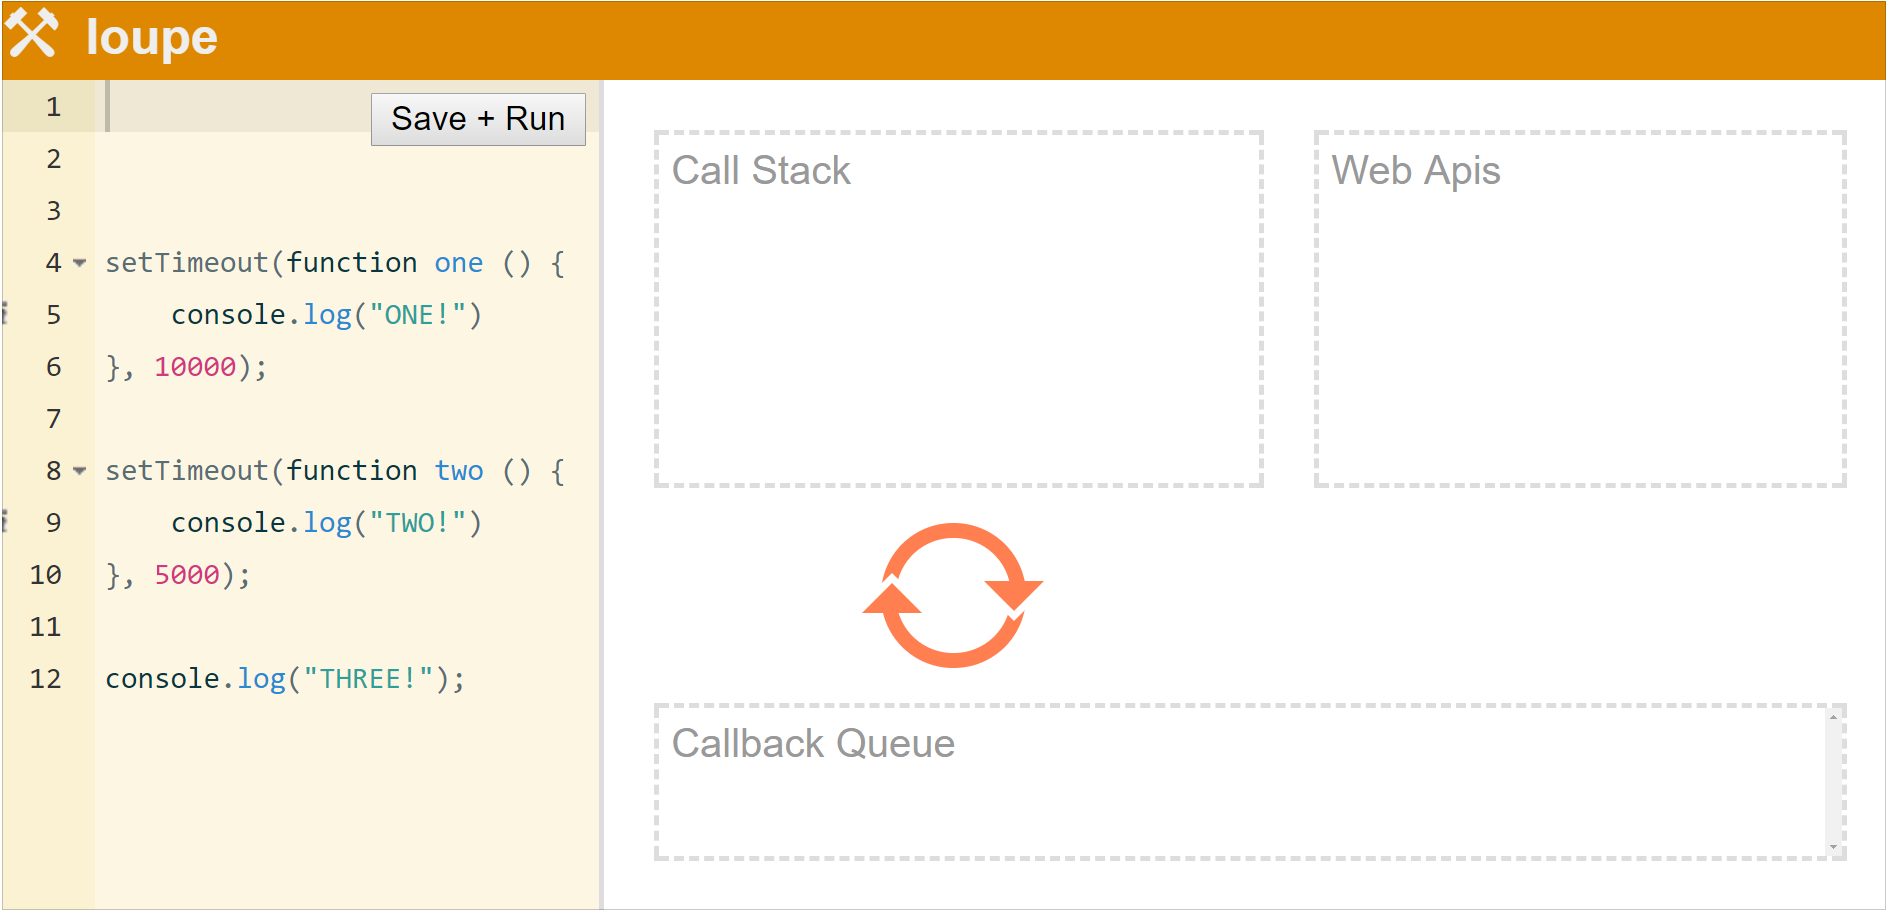 loupe
Save + Run
1
2
3
4 setTimeout(function one () {
5     console.log("ONE!")
6 }, 10000);
7
8 setTimeout(function two () {
9     console.log("TWO!")
10 }, 5000);
11
12 console.log("THREE!");
Call Stack
Web Apis
Callback Queue